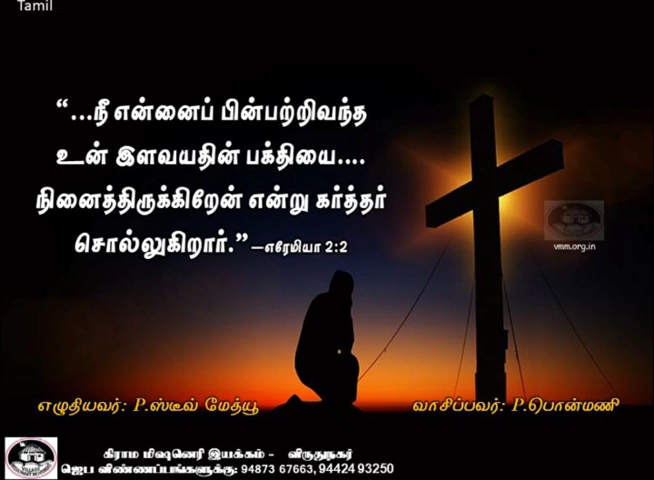 Tamil
“...நீ என்னைப் பின்பற்றிவந்த
உன் இளவயதின் பக்தியை....
நினைத்திருக்கிறேன் என்று கர்த்தர்
சொல்லுகிறார்.” –எரேமியா 2:2
vmm.org.in
எழுதியவர்: P.ஸ்டீவ் மேத்யூ
வாசிப்பவர்: P.பொன்மணி
கிராம மிஷனெரி இயக்கம் - விருதுநகர்
ஜெப விண்ணப்பங்களுக்கு: 94873 67663, 94424 93250